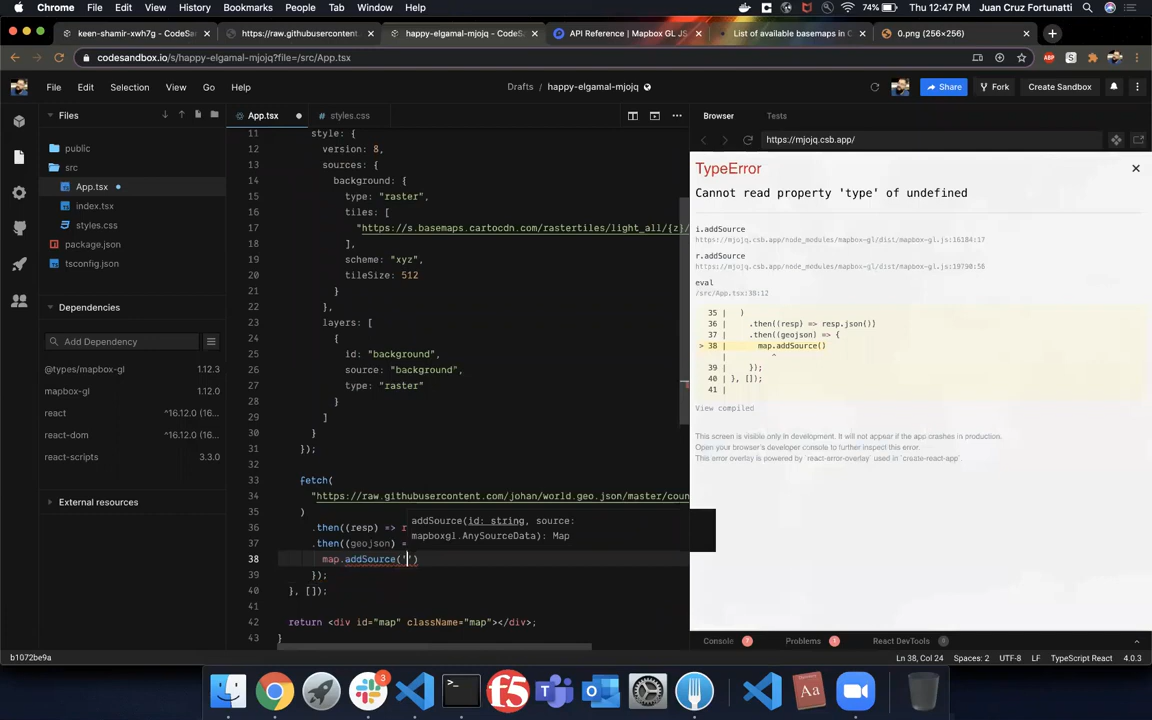 Chrome File Edit View History Bookmarks People Tab Window Help 74% Thu 12:47 PM Juan Cruz Fortunatti
keen-shamir-xwh7g - CodeSan × https://raw.githubusercontent. × happy-elgamal-mjojq - CodeS × API Reference | Mapbox GL JS × List of available basemaps in C × 0.png (256×256) ×
codesandbox.io/s/happy-elgamal-mjojq?file=/src/App.tsx
File Edit Selection View Go Help Drafts / happy-elgamal-mjojq Share Fork Create Sandbox
Files
public
src
App.tsx
index.tsx
styles.css
package.json
tsconfig.json
Dependencies
Add Dependency
@types/mapbox-gl 1.12.3
mapbox-gl 1.12.0
react ^16.12.0 (16...
react-dom ^16.12.0 (16...
react-scripts 3.3.0
External resources
App.tsx styles.css
11 style: {
12 version: 8,
13 sources: {
14 background: {
15 type: "raster",
16 tiles: [
17 "https://s.basemaps.cartocdn.com/rastertiles/light_all/{z}/
18 ],
19 scheme: "xyz",
20 tileSize: 512
21 }
22 },
23 layers: [
24 {
25 id: "background",
26 source: "background",
27 type: "raster"
28 }
29 ]
30 }
31 });
32
33 fetch(
34 "https://raw.githubusercontent.com/johan/world.geo.json/master/coun
35 )
36 .then((resp) => r
37 .then((geojson) =
38 map.addSource('')
39 });
40 }, []);
41
42 return <div id="map" className="map"></div>;
43 }
addSource(id: string, source:
mapboxgl.AnySourceData): Map
Browser Tests
https://mjojq.csb.app/
TypeError
Cannot read property 'type' of undefined
i.addSource
https://mjojq.csb.app/node_modules/mapbox-gl/dist/mapbox-gl.js:16184:17
r.addSource
https://mjojq.csb.app/node_modules/mapbox-gl/dist/mapbox-gl.js:19790:56
eval
/src/App.tsx:38:12
35 | )
36 | .then((resp) => resp.json())
37 | .then((geojson) => {
> 38 | map.addSource()
| ^
39 | });
40 | }, []);
41 |
View compiled
This screen is visible only in development. It will not appear if the app crashes in production.
Open your browser's developer console to further inspect this error.
This error overlay is powered by `react-error-overlay` used in `create-react-app`.
Console 7 Problems 1 React DevTools 0
b1072be9a Ln 38, Col 24 Spaces: 2 UTF-8 LF TypeScript React 4.0.3
3
f5
Aa